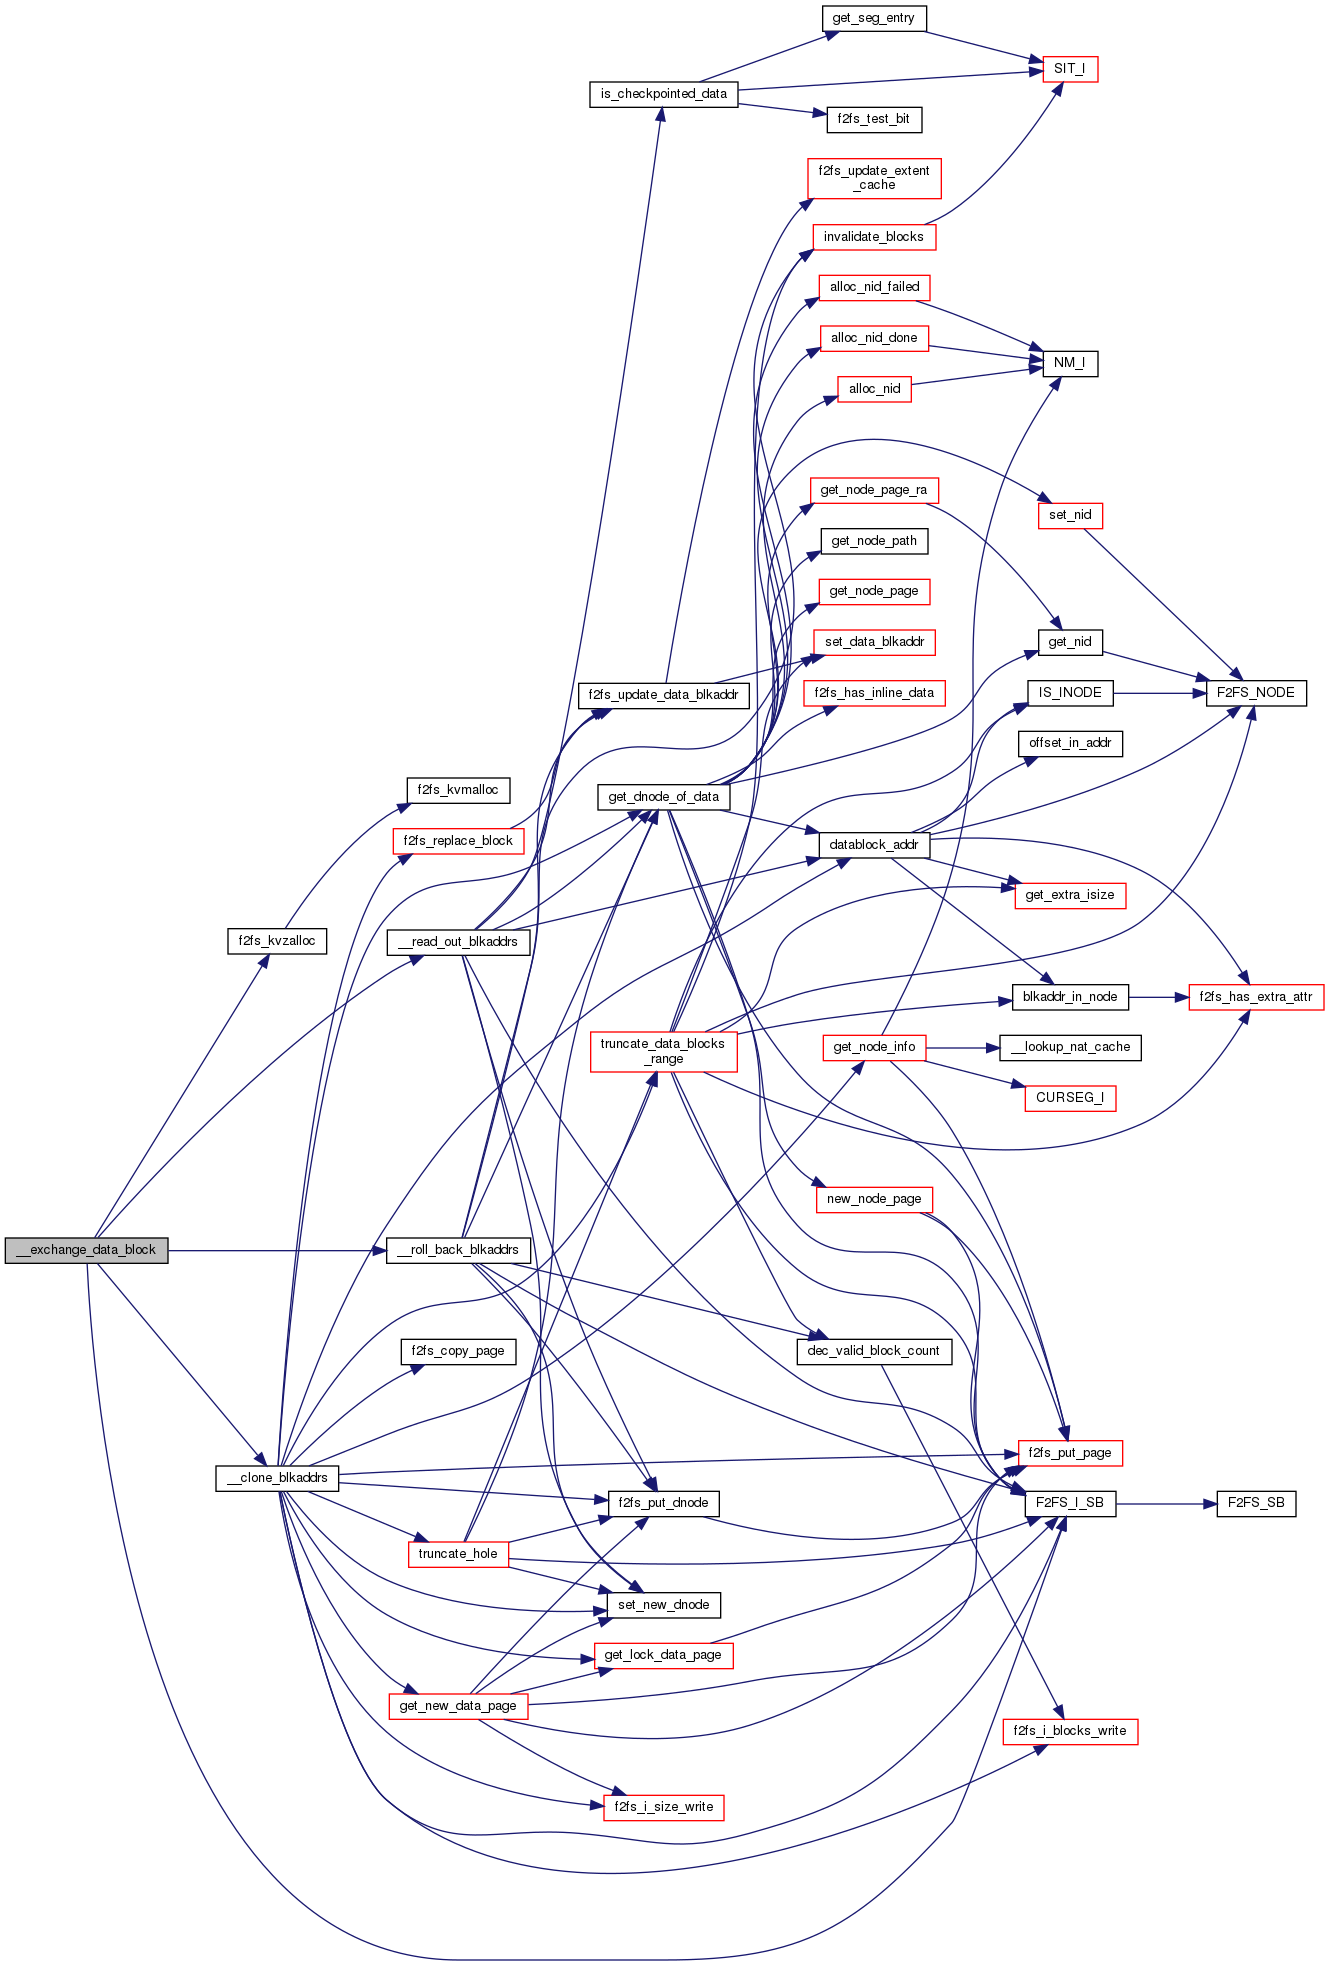 get_seg_entry
SIT_I
is_checkpointed_data
f2fs_test_bit
f2fs_update_extent
_cache
invalidate_blocks
alloc_nid_failed
alloc_nid_done
NM_I
alloc_nid
get_node_page_ra
set_nid
get_node_path
get_node_page
set_data_blkaddr
get_nid
f2fs_update_data_blkaddr
f2fs_has_inline_data
IS_INODE
F2FS_NODE
offset_in_addr
f2fs_kvmalloc
get_dnode_of_data
f2fs_replace_block
datablock_addr
get_extra_isize
f2fs_kvzalloc
__read_out_blkaddrs
blkaddr_in_node
f2fs_has_extra_attr
truncate_data_blocks
_range
get_node_info
__lookup_nat_cache
CURSEG_I
new_node_page
__exchange_data_block
__roll_back_blkaddrs
f2fs_copy_page
dec_valid_block_count
f2fs_put_page
__clone_blkaddrs
f2fs_put_dnode
F2FS_I_SB
F2FS_SB
truncate_hole
set_new_dnode
get_lock_data_page
get_new_data_page
f2fs_i_blocks_write
f2fs_i_size_write